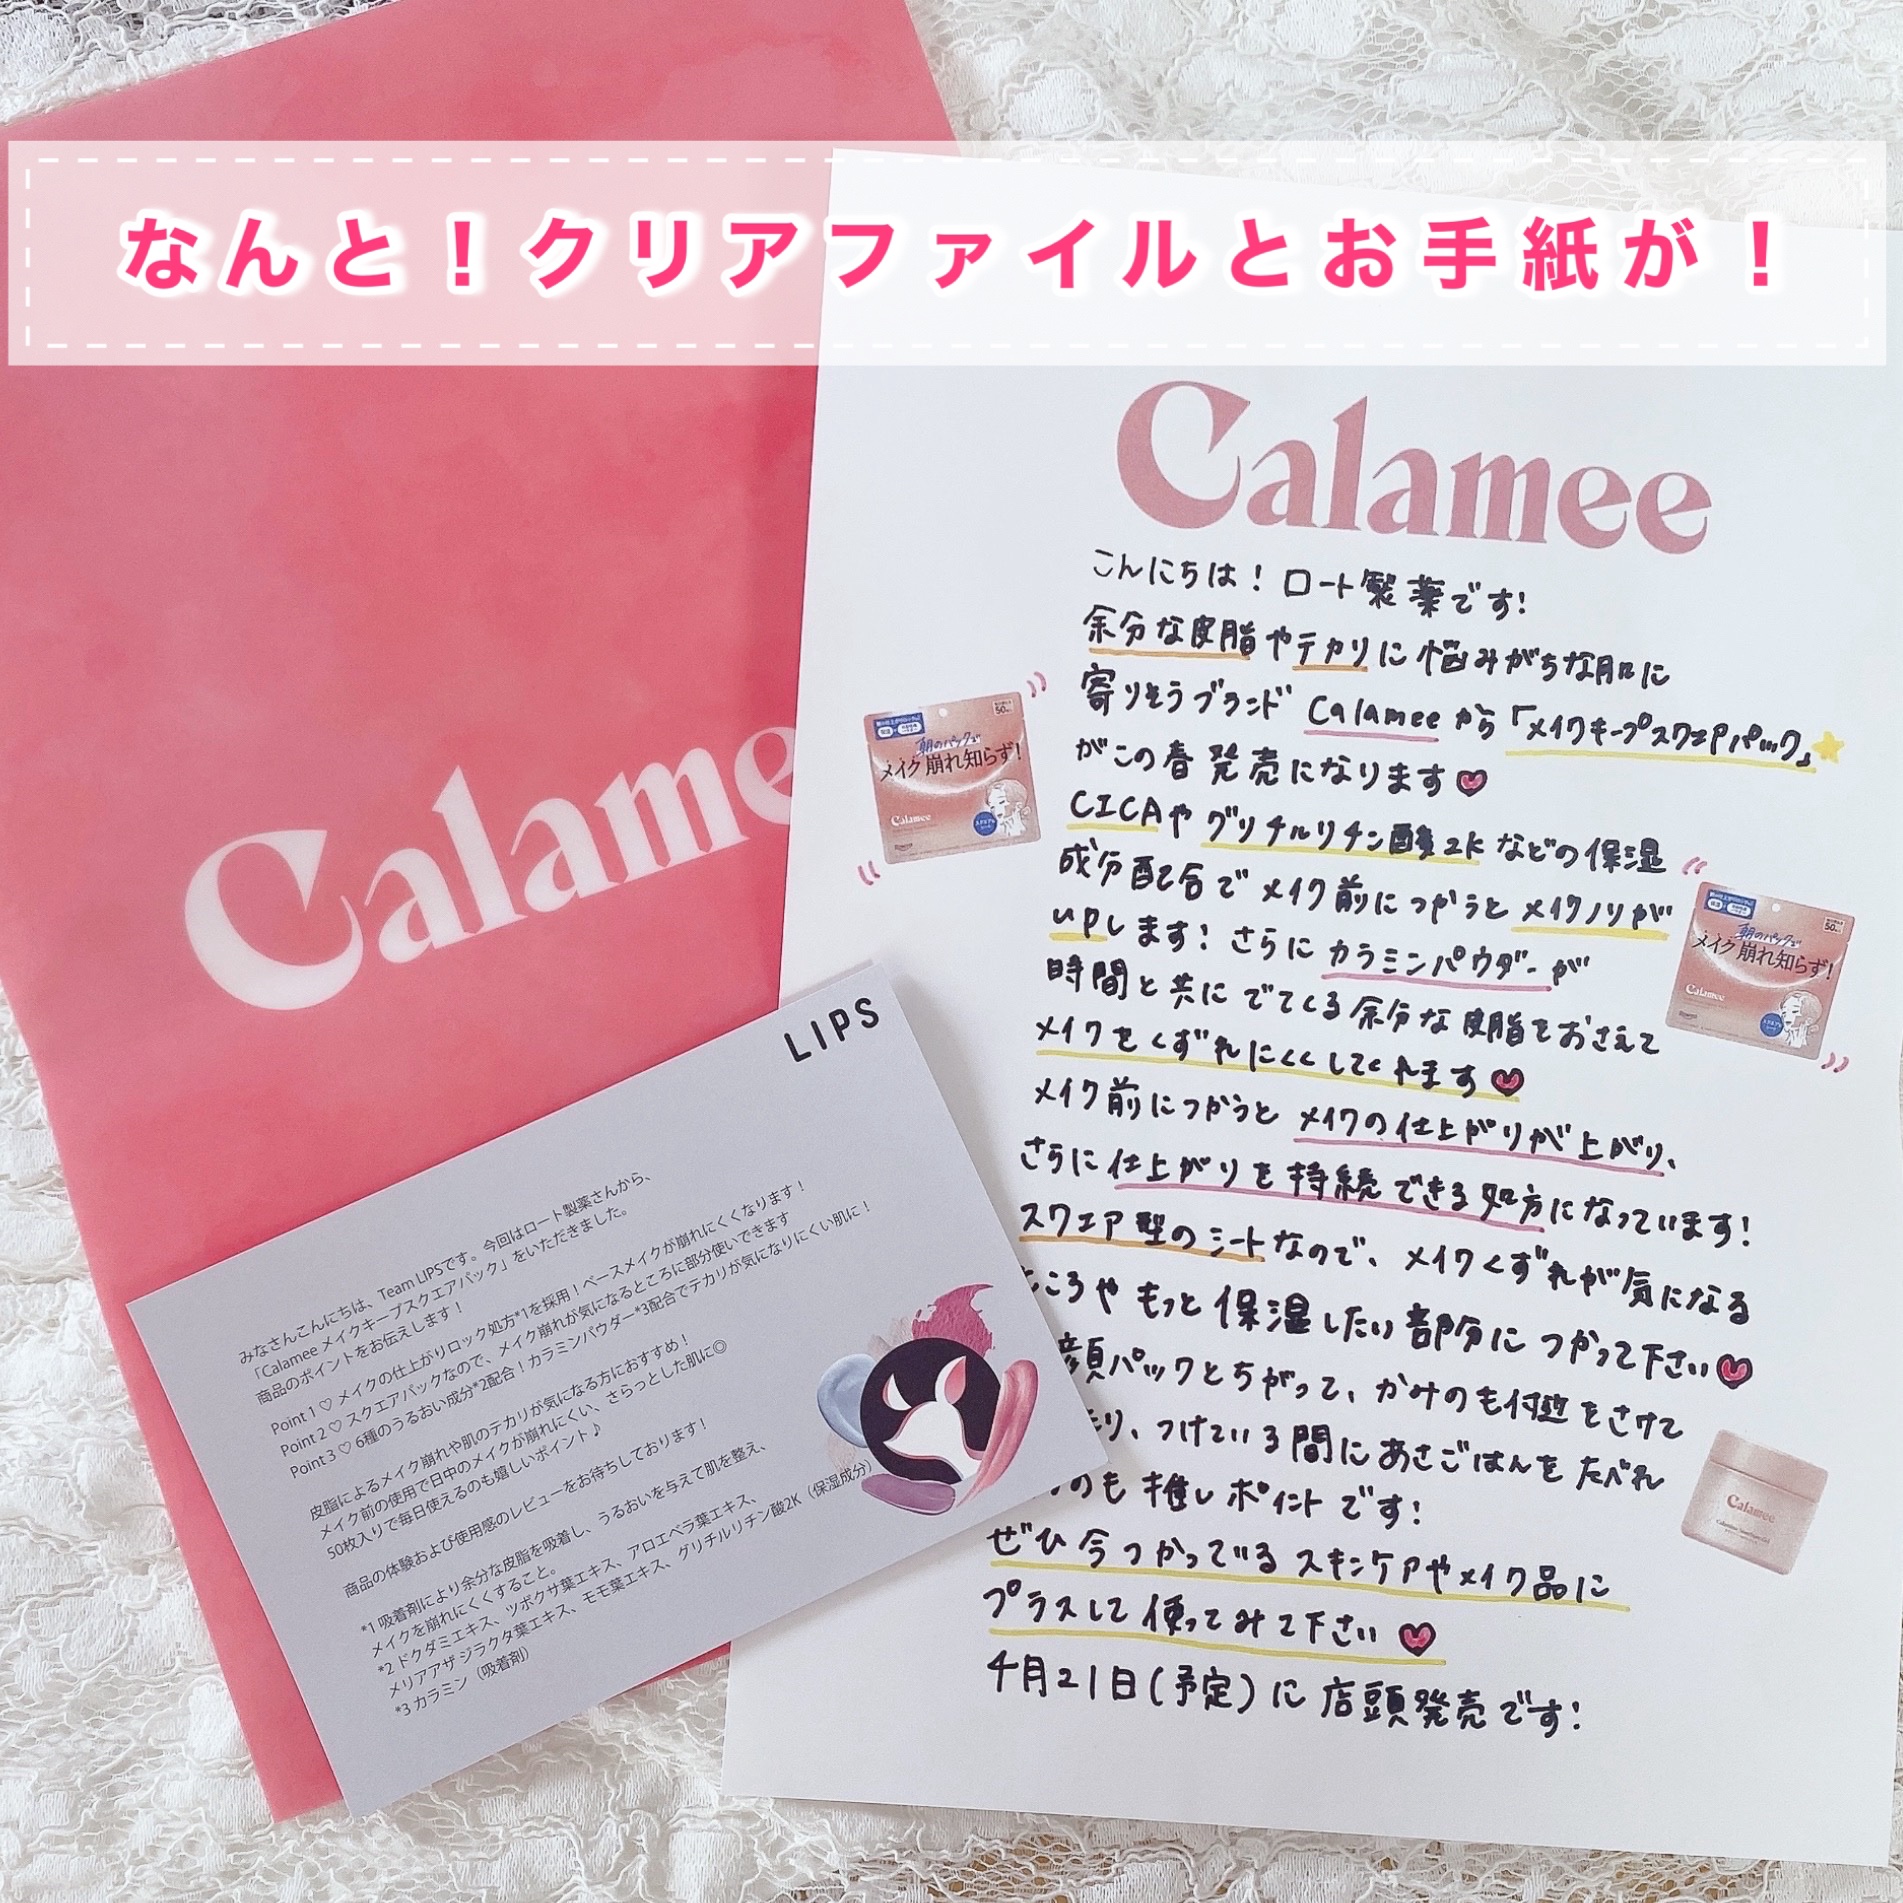 なんと！クリアファイルとお手紙が！
Calamee
Calamee
こんにちは！ロート製薬です！
余分な皮脂やテカリに悩みがちな肌に
寄りそうブランド Calameeから「メイクキープスクエアパック」
がこの春発売になります
CICAやグリチルリチン酸2Kなどの保湿
成分配合でメイク前につかうとメイクノリが
UPします！さらにカラミンパウダーが
時間と共にでてくる余分な皮脂をおさえて
メイクをくずれにくくしてくれます
メイク前につかうとメイクの仕上がりが上がり、
さらに仕上がりを持続できる処方になっています！
スクエア型のシートなので、メイクくずれが気になる
ころやもっと保湿したい部分につかって下さい
顔パックとちがって、かみのも付近をさけて
り、つけている間にあさごはんをたべれ
のも推しポイントです！
ぜひ今つかっているスキンケアやメイク品に
プラスして使ってみて下さい
4月21日(予定)に店頭発売です！
朝のパックで
メイク崩れ知らず！
Calamee
50枚
朝のパックで
メイク崩れ知らず！
Calamee
50枚
Calamee
LIPS
みなさんこんにちは、Team LIPSです。今回はロート製薬さんから、
「Calamee メイクキープスクエアパック」をいただきました。
商品のポイントをお伝えします！
Point 1 ♡ メイクの仕上がりロック処方*1を採用！ベースメイクが崩れにくくなります！
Point 2 ♡ スクエアパックなので、メイク崩れが気になるところに部分使いできます
Point 3 ♡ 6種のうるおい成分*2配合！カラミンパウダー*3配合でテカリが気になりにくい肌に！
皮脂によるメイク崩れや肌のテカリが気になる方におすすめ！
メイク前の使用で日中のメイクが崩れにくい、さらっとした肌に◎
50枚入りで毎日使えるのも嬉しいポイント♪
商品の体験および使用感のレビューをお待ちしております！
*1 吸着剤により余分な皮脂を吸着し、うるおいを与えて肌を整え、
メイクを崩れにくくすること。
*2 ドクダミエキス、ツボクサ葉エキス、アロエベラ葉エキス、
メリアアザジラクタ葉エキス、モモ葉エキス、グリチルリチン酸2K（保湿成分）
*3 カラミン（吸着剤）